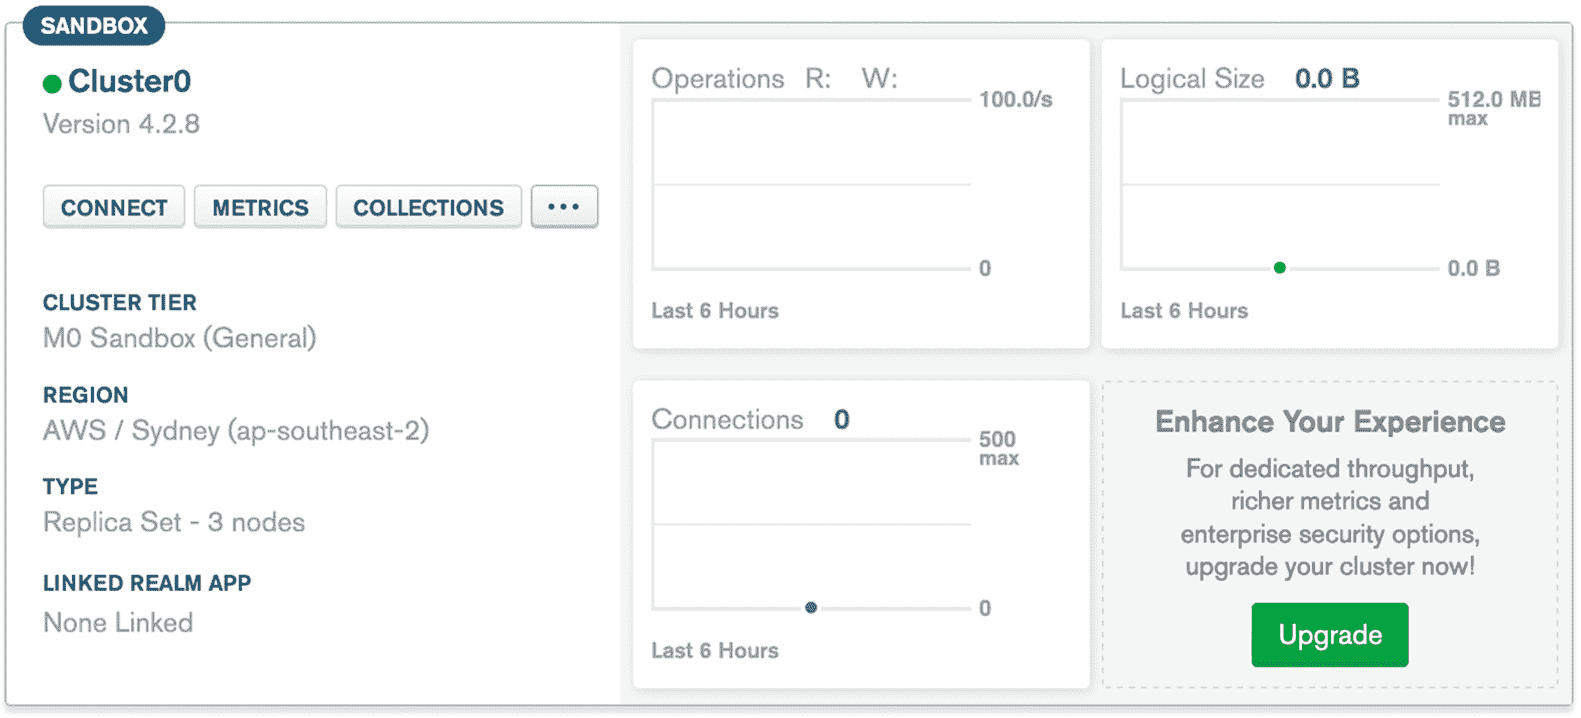 SANDBOX
Cluster0
Version 4.2.8
CONNECT METRICS COLLECTIONS ...
CLUSTER TIER
M0 Sandbox (General)
REGION
AWS / Sydney (ap-southeast-2)
TYPE
Replica Set - 3 nodes
LINKED REALM APP
None Linked
Operations R: W:
100.0/s
0
Last 6 Hours
Logical Size 0.0 B
512.0 MB
max
0.0 B
Last 6 Hours
Connections 0
500
max
0
Last 6 Hours
Enhance Your Experience
For dedicated throughput,
richer metrics and
enterprise security options,
upgrade your cluster now!
Upgrade